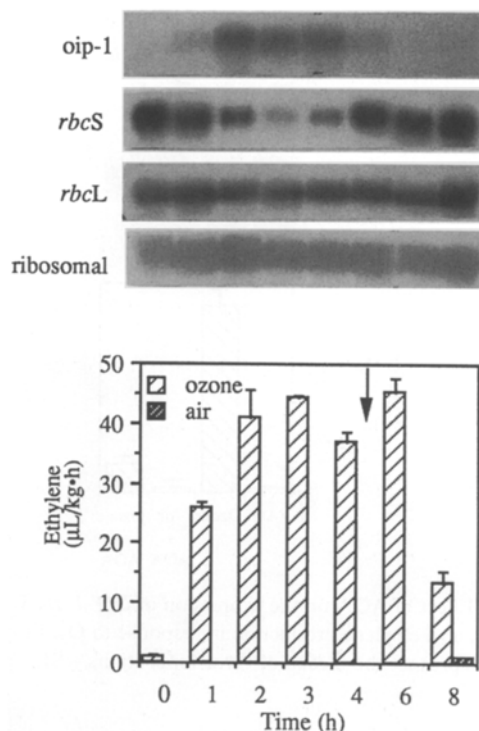 oip-1
rbcS
rbcL
ribosomal
50
40
30
20
10
0
Ethylene
(µL/kg•h)
ozone
air
0 1 2 3 4 6 8
Time (h)